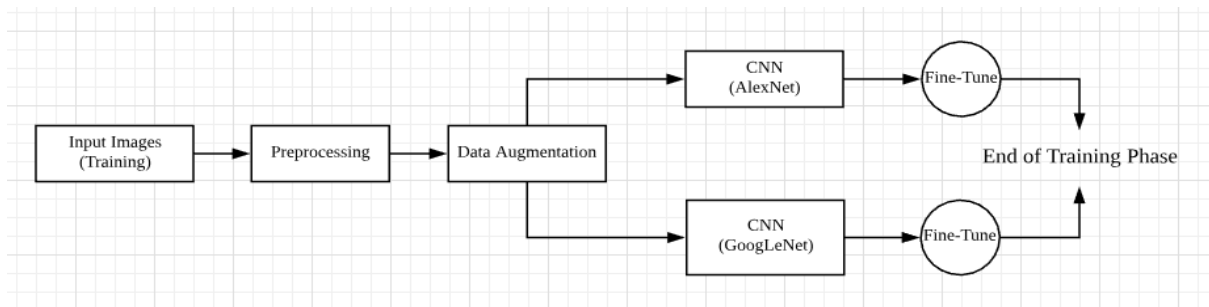 Input Images
(Training)
Preprocessing
Data Augmentation
CNN
(AlexNet)
Fine-Tune
CNN
(GoogLeNet)
Fine-Tune
End of Training Phase